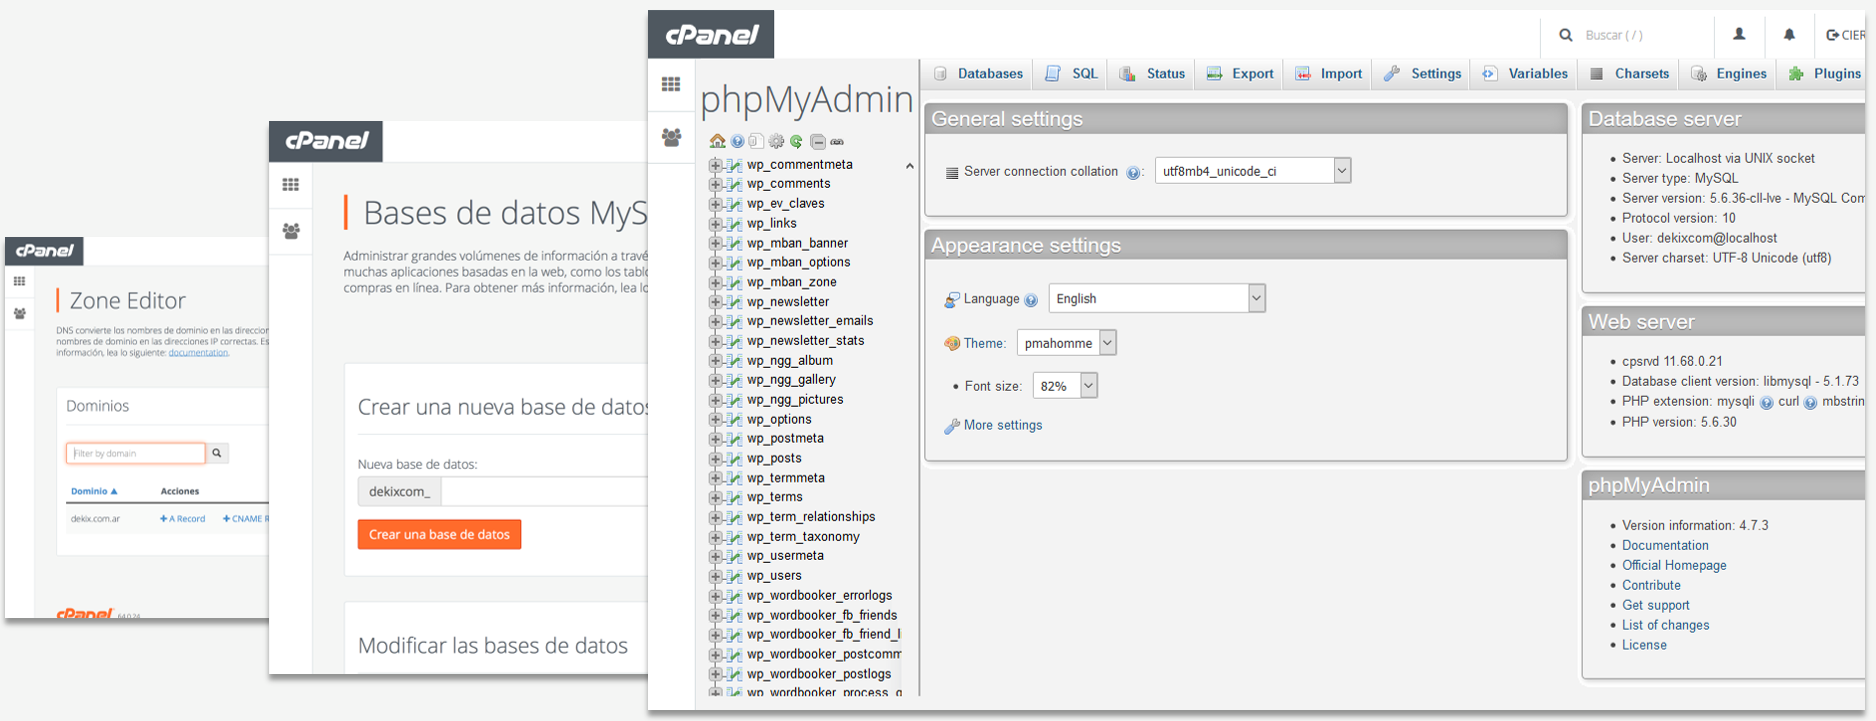 cPanel
Zone Editor
DNS convierte los nombres de dominio en las direccion
nombres de dominio en las direcciones IP correctas. Es
información, lea lo siguiente: documentation.
Dominios
Filter by domain
Dominio ▲ Acciones
dekix.com.ar + A Record + CNAME R
cPanel 64.0.24
cPanel
Bases de datos MyS
Administrar grandes volúmenes de información a travé
muchas aplicaciones basadas en la web, como los tablo
compras en línea. Para obtener más información, lea lo
Crear una nueva base de datos
Nueva base de datos:
dekixcom_
Crear una base de datos
Modificar las bases de datos
cPanel
Buscar ( / )
CIER
phpMyAdmin
wp_commentmeta
wp_comments
wp_ev_claves
wp_links
wp_mban_banner
wp_mban_options
wp_mban_zone
wp_newsletter
wp_newsletter_emails
wp_newsletter_stats
wp_ngg_album
wp_ngg_gallery
wp_ngg_pictures
wp_options
wp_postmeta
wp_posts
wp_termmeta
wp_terms
wp_term_relationships
wp_term_taxonomy
wp_usermeta
wp_users
wp_wordbooker_errorlogs
wp_wordbooker_fb_friends
wp_wordbooker_fb_friend_l
wp_wordbooker_postcomm
wp_wordbooker_postlogs
wp_wordbooker_process_q
Databases SQL Status Export Import Settings Variables Charsets Engines Plugins
General settings
Server connection collation : utf8mb4_unicode_ci
Appearance settings
Language English
Theme: pmahomme
• Font size: 82%
More settings
Database server
• Server: Localhost via UNIX socket
• Server type: MySQL
• Server version: 5.6.36-cll-lve - MySQL Com
• Protocol version: 10
• User: dekixcom@localhost
• Server charset: UTF-8 Unicode (utf8)
Web server
• cpsrvd 11.68.0.21
• Database client version: libmysql - 5.1.73
• PHP extension: mysqli curl mbstrin
• PHP version: 5.6.30
phpMyAdmin
• Version information: 4.7.3
• Documentation
• Official Homepage
• Contribute
• Get support
• List of changes
• License